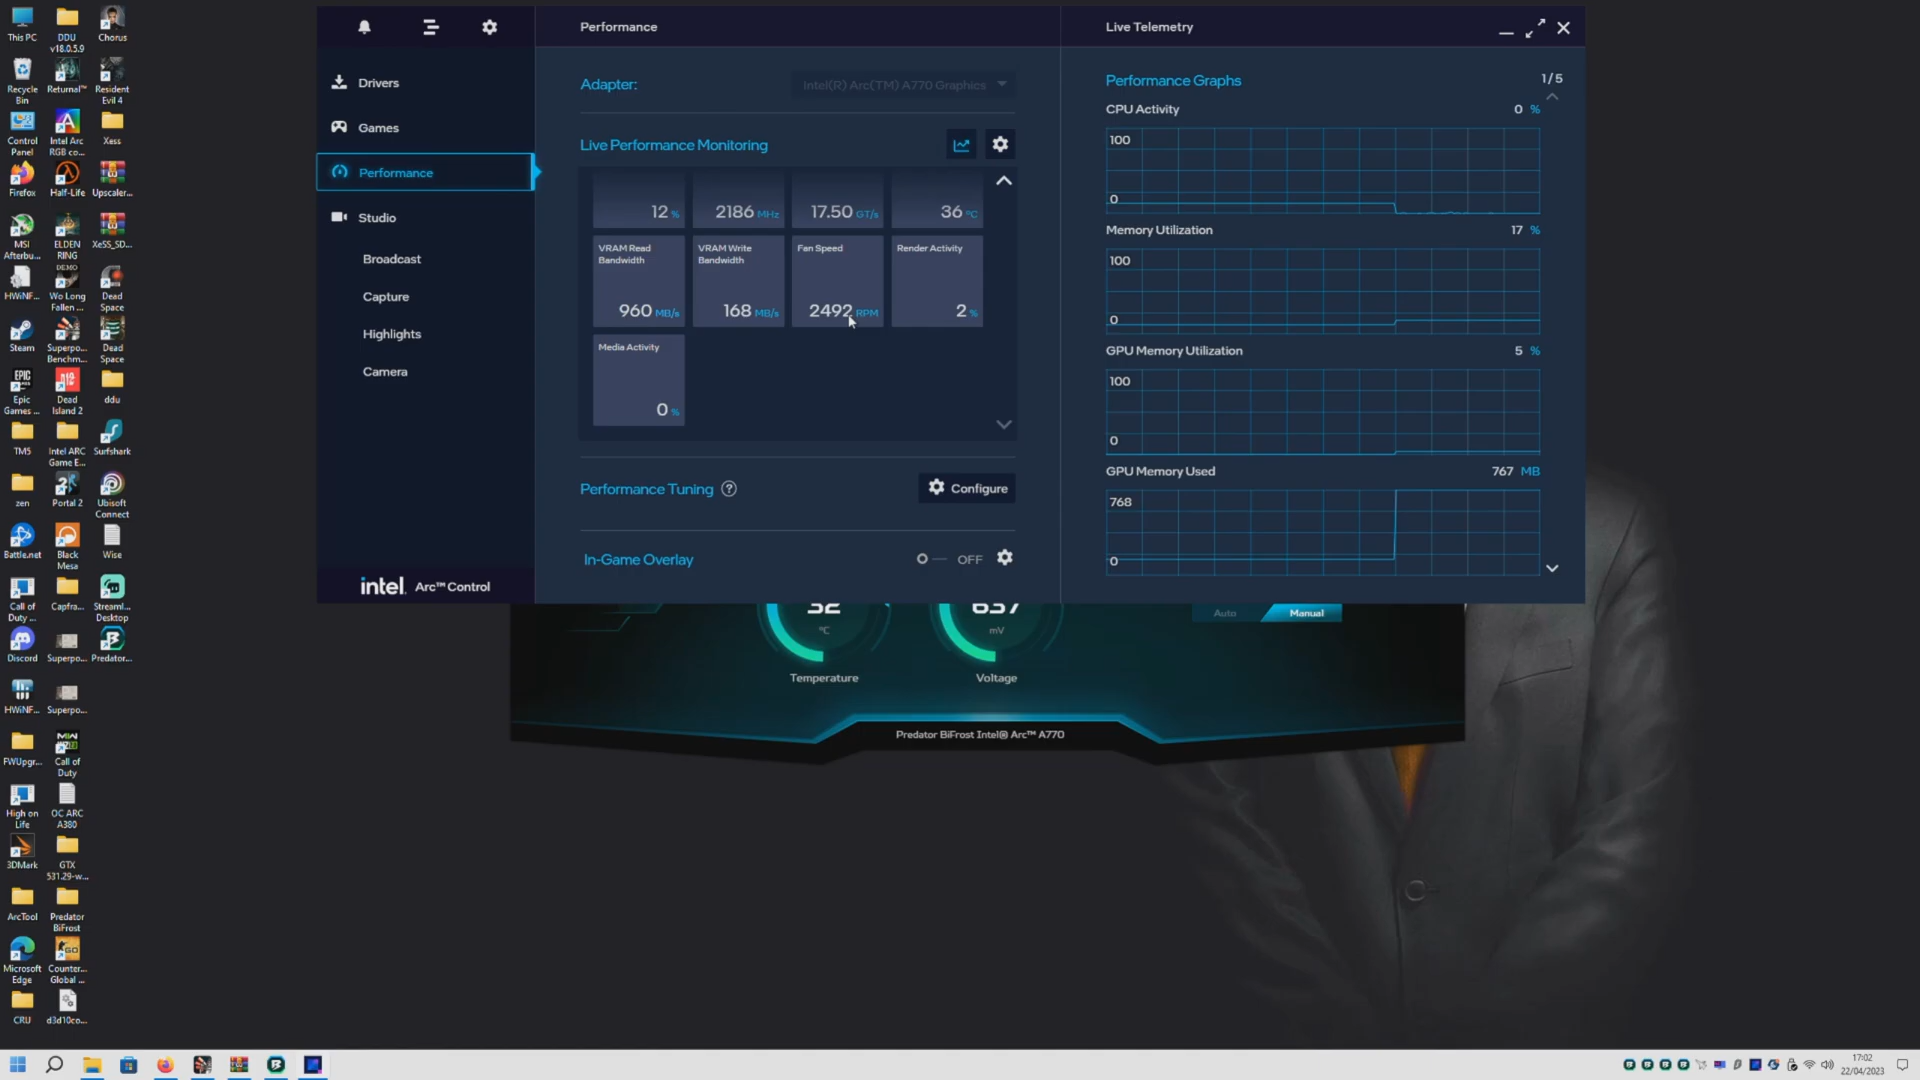 This PC
DDU
v18.0.5.9
Chorus
Recycle
Bin
Returnal™
Resident
Evil 4
Control
Panel
Intel Arc
RGB co...
Xess
Firefox
Half-Life
Upscaler...
MSI
Afterbu...
ELDEN
RING
XeSS_SD...
HWiNF...
DEMO
Wo Long
Fallen ...
Dead
Space
Steam
Superpo...
Benchm...
Dead
Space
EPIC
Epic
Games ...
Dead
Island 2
ddu
TM5
Intel ARC
Game E...
Surfshark
zen
Portal 2
Ubisoft
Connect
Battle.net
Black
Mesa
Wise
Call of
Duty ...
Capfra...
Streaml...
Desktop
Discord
Superpo...
Predator...
HWiNF...
Superpo...
FWUpgr...
Call of
Duty
High on
Life
OC ARC
A380
3DMark
GTX
531.29-w...
ArcTool
Predator
BiFrost
Microsoft
Edge
GO
Counter...
Global ...
CRU
d3d10co...
Drivers
Games
Performance
Studio
Broadcast
Capture
Highlights
Camera
intel. Arc™ Control
Performance
Adapter:
Intel(R) Arc(TM) A770 Graphics
Live Performance Monitoring
12 %
2186 MHz
17.50 GT/s
36 °C
VRAM Read
Bandwidth
960 MB/s
VRAM Write
Bandwidth
168 MB/s
Fan Speed
2492 RPM
Render Activity
2 %
Media Activity
0 %
Performance Tuning ?
Configure
In-Game Overlay
OFF
Live Telemetry
Performance Graphs
1/5
CPU Activity
0 %
100
0
Memory Utilization
17 %
100
0
GPU Memory Utilization
5 %
100
0
GPU Memory Used
767 MB
768
0
32
°C
Temperature
637
mV
Voltage
Auto
Manual
Predator BiFrost Intel® Arc™ A770
17:02
22/04/2023